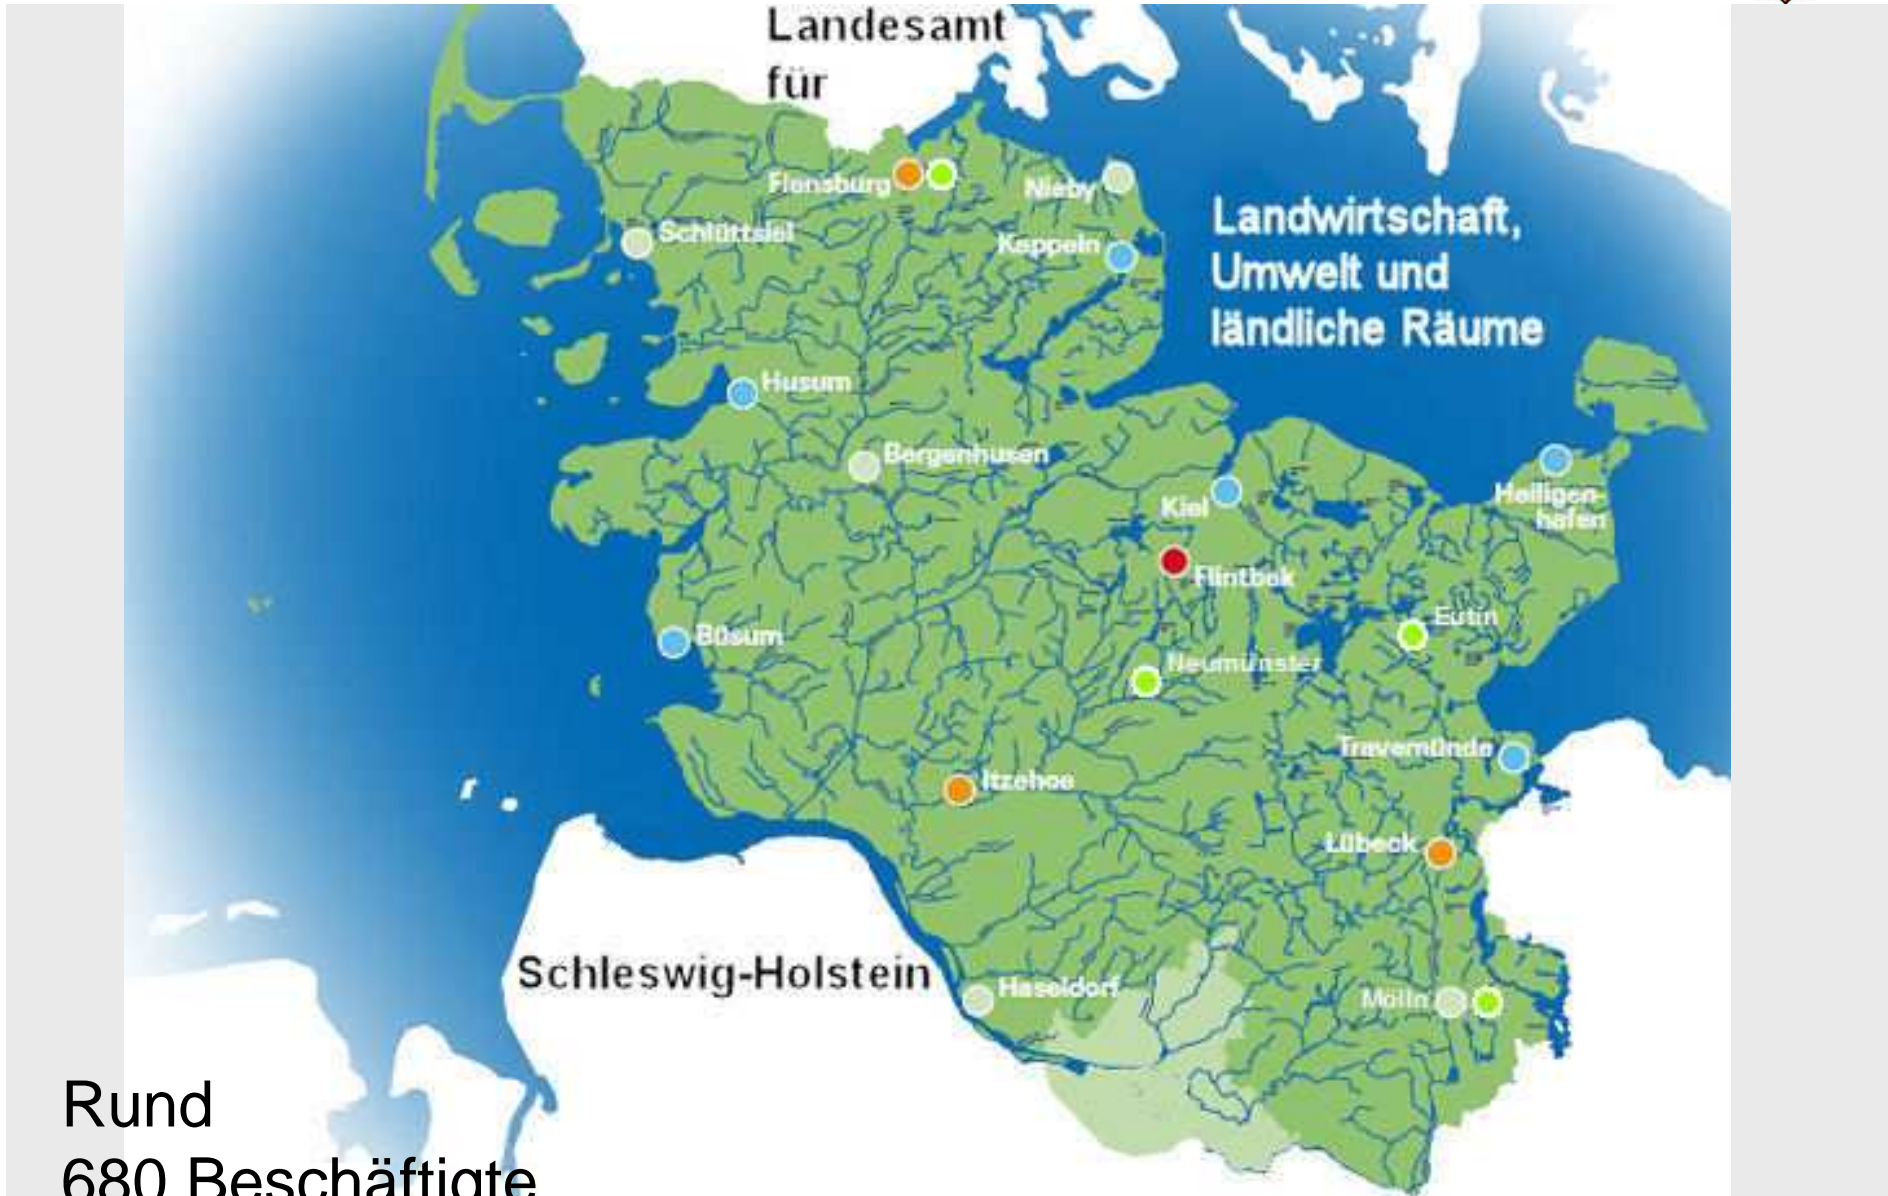 Landesamt
für
Flensburg
Nieby
Schlüttsiel
Kappeln
Landwirtschaft,
Umwelt und
ländliche Räume
Husum
Bergenhusen
Kiel
Heiligen-
hafen
Flintbek
Eutin
Büsum
Neumünster
Travemünde
Itzehoe
Lübeck
Schleswig-Holstein
Haseldorf
Mölln
Rund
680 Beschäftigte